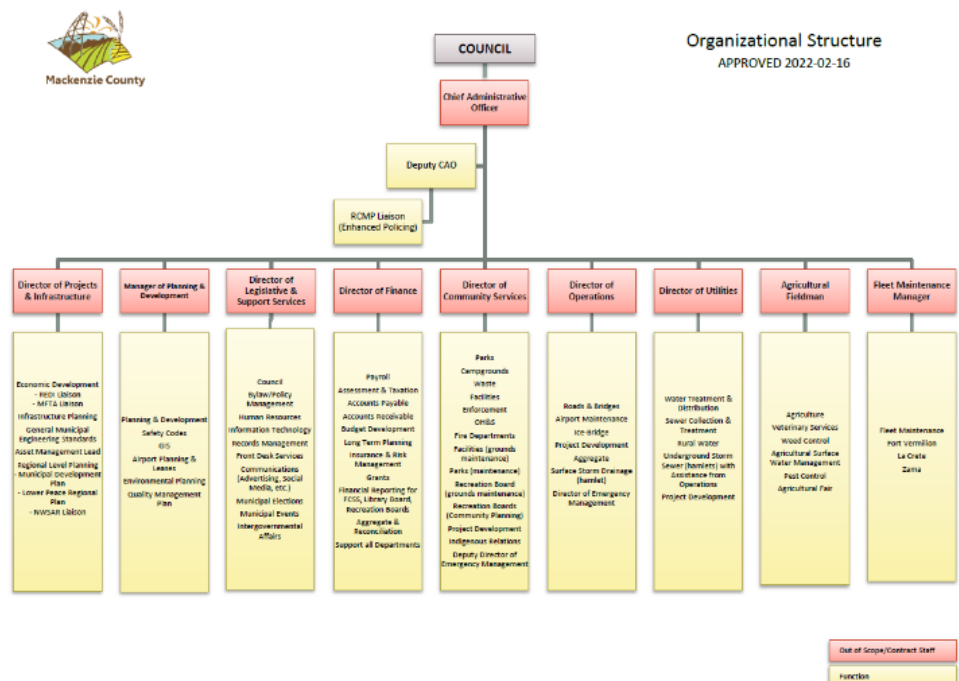 Mackenzie County
Organizational Structure
APPROVED 2022-02-16
COUNCIL
Chief Administrative
Officer
Deputy CAO
RCMP Liaison
(Enhanced Policing)
Director of Projects
& Infrastructure
Manager of Planning &
Development
Director of
Legislative &
Support Services
Director of Finance
Director of
Community Services
Director of
Operations
Director of Utilities
Agricultural
Fieldman
Fleet Maintenance
Manager
Economic Development
- REDI Liaison
- MFTA Liaison
Infrastructure Planning
General Municipal
Engineering Standards
Asset Management Lead
Regional Level Planning
- Municipal Development
Plan
- Lower Peace Regional
Plan
- NWSAR Liaison
Planning & Development
Safety Codes
GIS
Airport Planning &
Leases
Environmental Planning
Quality Management
Plan
Council
Bylaw/Policy
Management
Human Resources
Information Technology
Records Management
Front Desk Services
Communications
(Advertising, Social
Media, etc.)
Municipal Elections
Municipal Events
Intergovernmental
Affairs
Payroll
Assessment & Taxation
Accounts Payable
Accounts Receivable
Budget Development
Long Term Planning
Insurance & Risk
Management
Grants
Financial Reporting for
FCSS, Library Board,
Recreation Boards
Aggregate &
Reconciliation
Support all Departments
Parks
Campgrounds
Waste
Facilities
Enforcement
OH&S
Fire Departments
Facilities (grounds
maintenance)
Parks (maintenance)
Recreation Board
(grounds maintenance)
Recreation Boards
(Community Planning)
Project Development
Indigenous Relations
Deputy Director of
Emergency Management
Roads & Bridges
Airport Maintenance
Ice-Bridge
Project Development
Aggregate
Surface Storm Drainage
(hamlet)
Director of Emergency
Management
Water Treatment &
Distribution
Sewer Collection &
Treatment
Rural Water
Underground Storm
Sewer (hamlets) with
Assistance from
Operations
Project Development
Agriculture
Veterinary Services
Weed Control
Agricultural Surface
Water Management
Pest Control
Agricultural Fair
Fleet Maintenance
Fort Vermilion
La Crete
Zama
Out of Scope/Contract Staff
Function